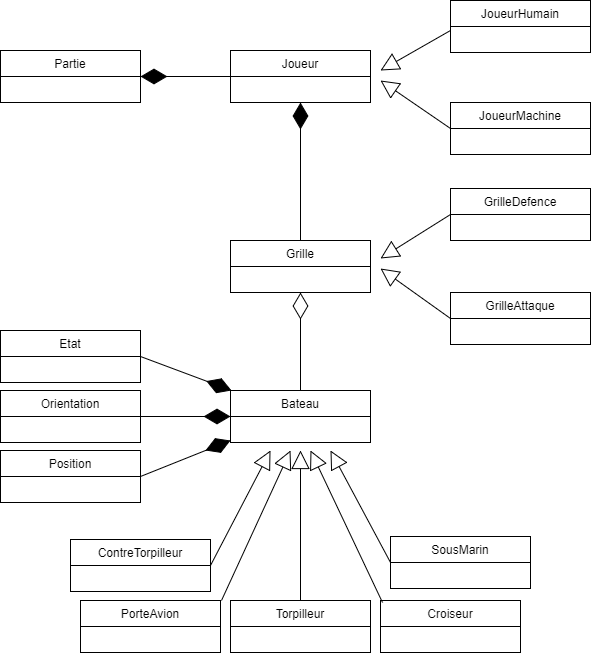 JoueurHumain
Partie
Joueur
JoueurMachine
GrilleDefence
Grille
GrilleAttaque
Etat
Orientation
Bateau
Position
ContreTorpilleur
SousMarin
PorteAvion
Torpilleur
Croiseur